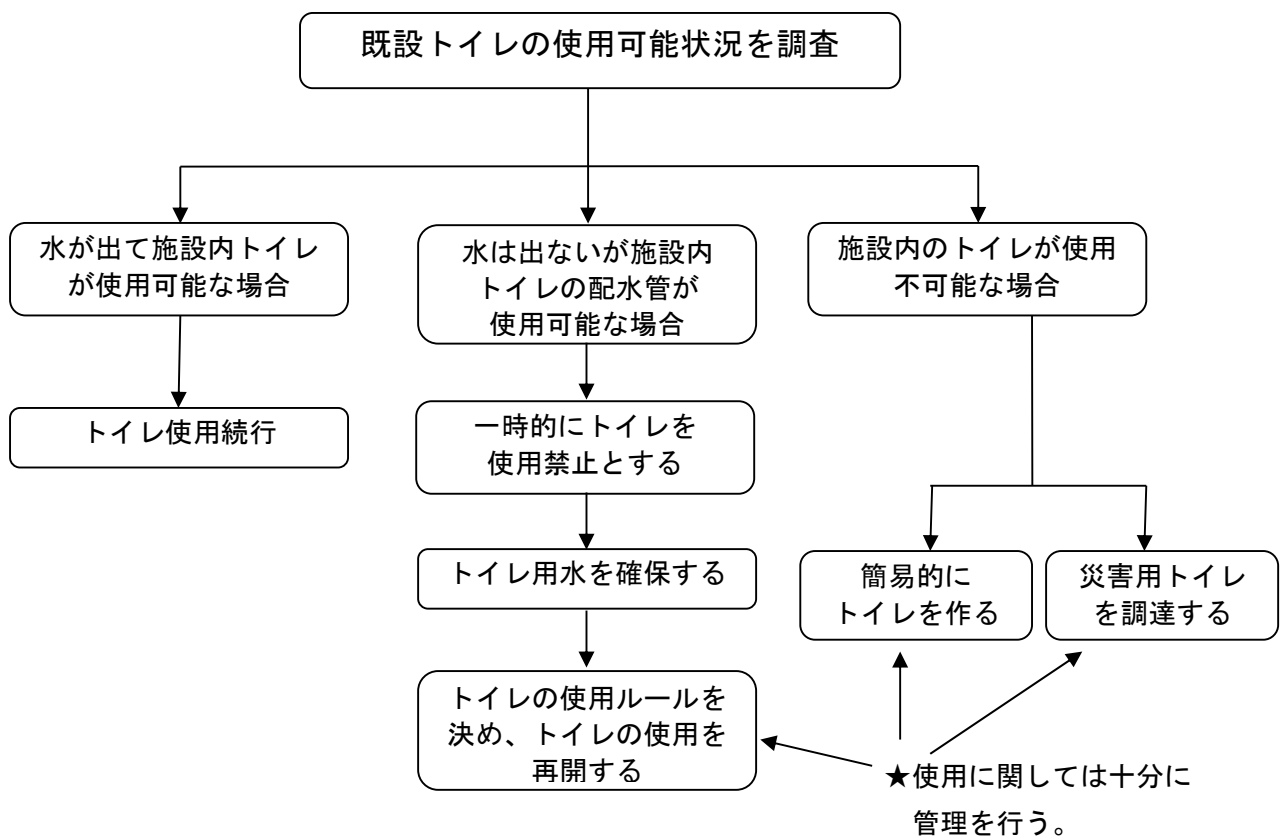 既設トイレの使用可能状況を調査
水が出て施設内トイレ
が使用可能な場合
水は出ないが施設内
トイレの配水管が
使用可能な場合
施設内のトイレが使用
不可能な場合
トイレ使用続行
一時的にトイレを
使用禁止とする
トイレ用水を確保する
簡易的に
トイレを作る
災害用トイレ
を調達する
トイレの使用ルールを
決め、トイレの使用を
再開する
★使用に関しては十分に
管理を行う。